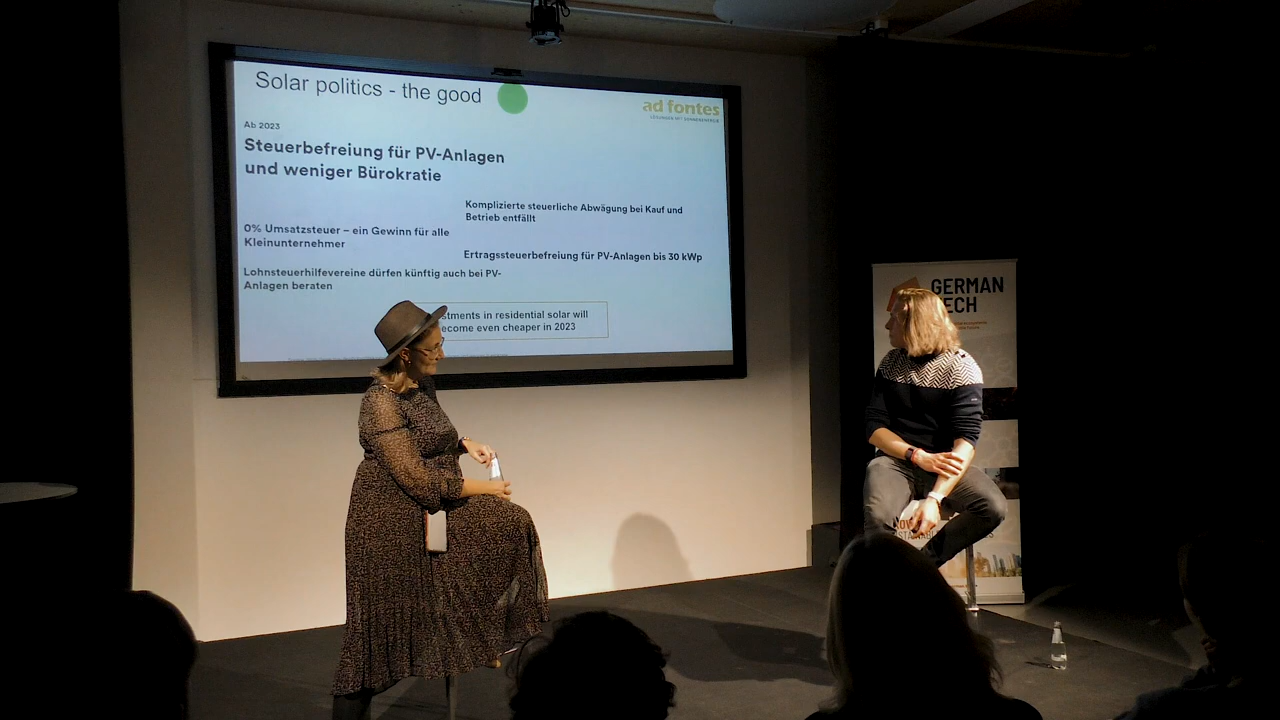 Solar politics - the good
ad fontes
Ab 2023
Steuerbefreiung für PV-Anlagen
und weniger Bürokratie
Komplizierte steuerliche Abwägung bei Kauf und
Betrieb entfällt
0% Umsatzsteuer – ein Gewinn für alle
Kleinunternehmer
Ertragssteuerbefreiung für PV-Anlagen bis 30 kWp
Lohnsteuerhilfevereine dürfen künftig auch bei PV-
Anlagen beraten
stments in residential solar will
ecome even cheaper in 2023
GERMAN
ECH